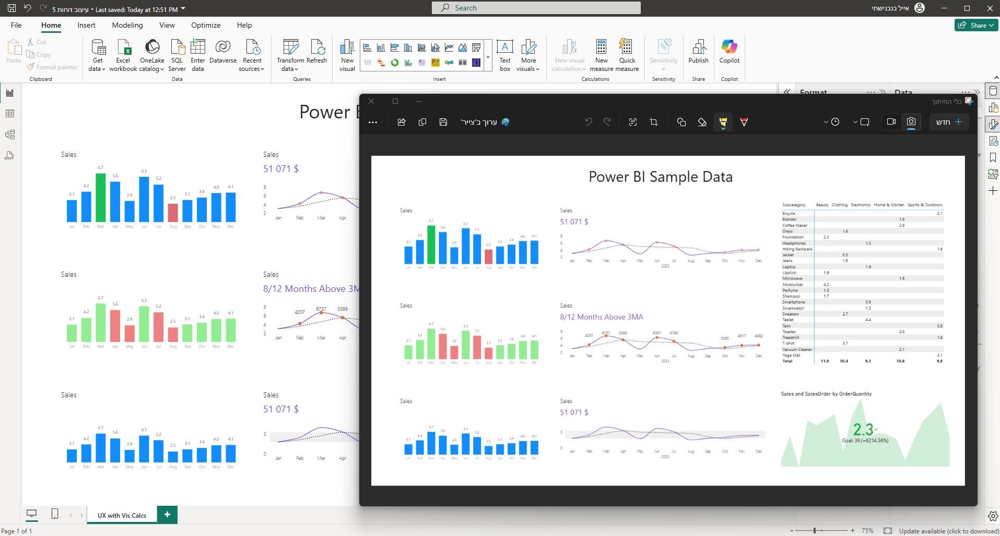 עיצוב דוחות 5 • Last saved: Today at 12:51 PM
Search
אייל בנבנישתי
File Home Insert Modeling View Optimize Help
Share
Paste
Cut
Copy
Format painter
Clipboard
Get data
Excel workbook
OneLake catalog
SQL Server
Enter data
Dataverse
Recent sources
Data
Transform data
Refresh
Queries
New visual
123
Text box
More visuals
Insert
New visual calculation
New measure
Quick measure
Calculations
Sensitivity
Sensitivity
Publish
Share
Copilot
Copilot
Format
Data
DAX
Power B
Sales
3.1 4.2 6.7 5.6 2.9 6.3 5.2 2.5 3.1 3.4 4.0 4.1
Jan Feb Mar Apr May Jun Jul Aug Sep Oct Nov Dec
Sales
51 071 $
8
6
4
2
Jan Feb Mar Apr
Sales
3.1 4.2 6.7 5.6 2.9 6.3 5.2 2.5 3.1 3.4 4.0 4.1
Jan Feb Mar Apr May Jun Jul Aug Sep Oct Nov Dec
Sales
8/12 Months Above 3M
4207 6737 5599
8
6
4
2
Jan Feb Mar Apr
Sales
3.1 4.2 6.7 5.6 2.9 6.3 5.2 2.5 3.1 3.4 4.0 4.1
Jan Feb Mar Apr May Jun Jul Aug Sep Oct Nov Dec
Sales
51 071 $
5
0
Jan Feb Mar Apr
כלי החיתוך
ערוך ב'צייר'
חדש
Power BI Sample Data
Sales
3.1 4.2 6.7 5.6 2.9 6.3 5.2 2.5 3.1 3.4 4.0 4.1
Jan Feb Mar Apr May Jun Jul Aug Sep Oct Nov Dec
Sales
51 071 $
8
6
4
2
Jan Feb Mar Apr May Jun Jul Aug Sep Oct Nov Dec
2023
Sales
3.1 4.2 6.7 5.6 2.9 6.3 5.2 2.5 3.1 3.4 4.0 4.1
Jan Feb Mar Apr May Jun Jul Aug Sep Oct Nov Dec
Sales
8/12 Months Above 3MA
4207 6737 5599 6267 5190 3385 4017 4082
8
6
4
2
Jan Feb Mar Apr May Jun Jul Aug Sep Oct Nov Dec
2023
Sales
3.1 4.2 6.7 5.6 2.9 6.3 5.2 2.5 3.1 3.4 4.0 4.1
Jan Feb Mar Apr May Jun Jul Aug Sep Oct Nov Dec
Sales
51 071 $
5
0
Jan Feb Mar Apr May Jun Jul Aug Sep Oct Nov Dec
2023
Subcategory Beauty Clothing Electronics Home & Kitchen Sports & Outdoors
Bicycle 2.1
Blender 1.9
Coffee Maker 2.9
Dress 1.8
Foundation 2.2
Headphones 1.3
Hiking Backpack 1.9
Jacket 0.5
Jeans 1.6
Laptop 1.6
Lipstick 1.9
Microwave 1.8
Moisturizer 4.2
Perfume 1.0
Shampoo 1.7
Smartphone 0.6
Smartwatch 1.3
Sneakers 2.7
Tablet 4.4
Tent 0.8
Toaster 2.0
Treadmill 1.8
T-shirt 3.7
Vacuum Cleaner 2.1
Yoga Mat 3.1
Total 11.0 10.4 9.2 10.8 9.8
Sales and SalesOrder by OrderQuantity
2.3
Goal: 36 (+6214.36%)
UX with Vis Calcs
Page 1 of 1
75%
Update available (click to download)